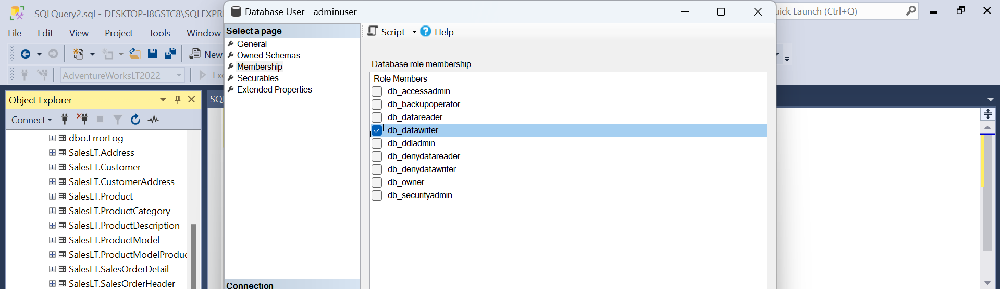 SQLQuery2.sql - DESKTOP-I8GSTC8\SQLEXPR
Database User - adminuser
uick Launch (Ctrl+Q)
File Edit View Project Tools Window
New
AdventureWorksLT2022
Exe
Select a page
General
Owned Schemas
Membership
Securables
Extended Properties
Connection
Script Help
Database role membership:
Role Members
db_accessadmin
db_backupoperator
db_datareader
db_datawriter
db_ddladmin
db_denydatareader
db_denydatawriter
db_owner
db_securityadmin
Object Explorer
SQL
Connect
dbo.ErrorLog
SalesLT.Address
SalesLT.Customer
SalesLT.CustomerAddress
SalesLT.Product
SalesLT.ProductCategory
SalesLT.ProductDescription
SalesLT.ProductModel
SalesLT.ProductModelProduc
SalesLT.SalesOrderDetail
SalesLT.SalesOrderHeader